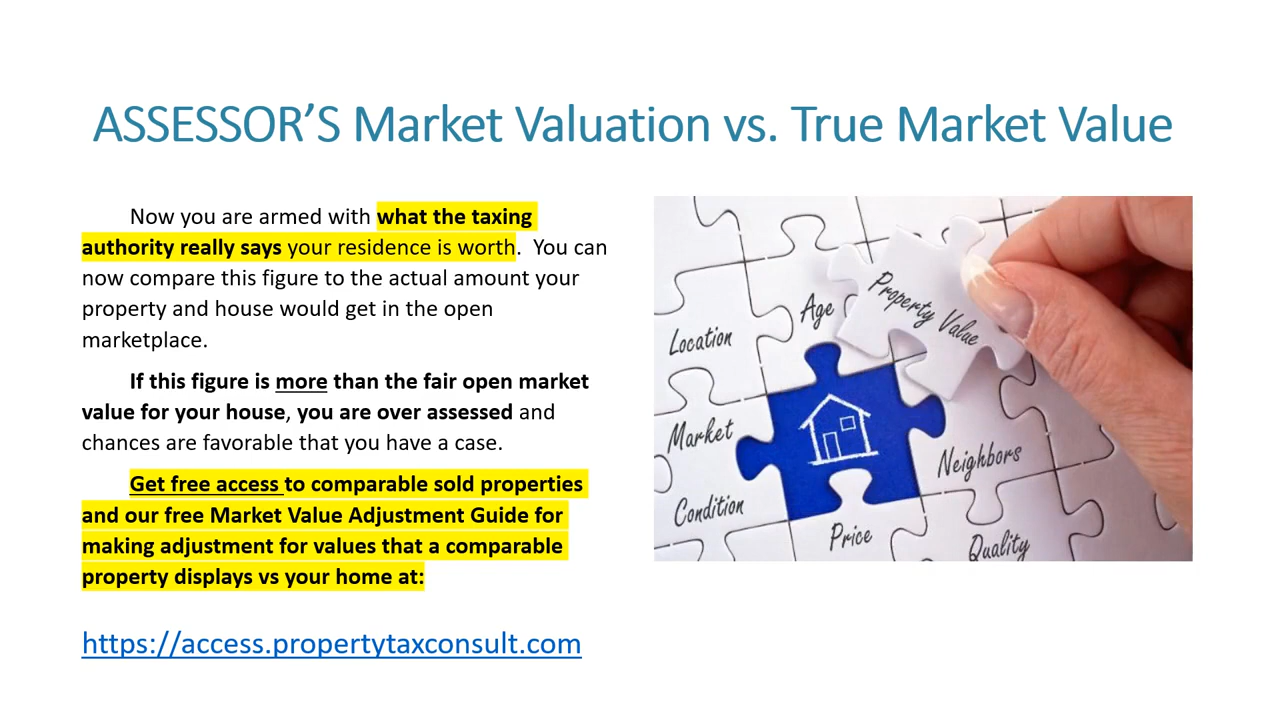 ASSESSOR’S Market Valuation vs. True Market Value
Now you are armed with what the taxing
authority really says your residence is worth.  You can
now compare this figure to the actual amount your
property and house would get in the open
marketplace.
If this figure is more than the fair open market
value for your house, you are over assessed and
chances are favorable that you have a case.
Get free access to comparable sold properties
and our free Market Value Adjustment Guide for
making adjustment for values that a comparable
property displays vs your home at:
https://access.propertytaxconsult.com
Property Value
Age
Location
Market
Neighbors
Condition
Price
Quality